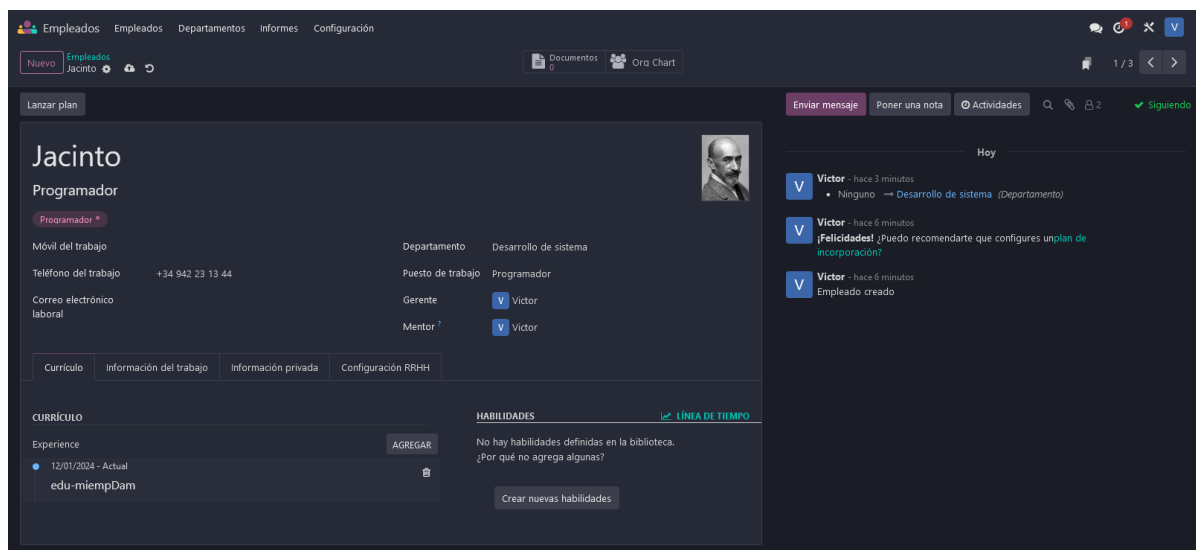 Empleados Empleados Departamentos Informes Configuración 1 V
Nuevo Empleados
Jacinto
Documentos
0
Org Chart
1 / 3
Lanzar plan
Enviar mensaje Poner una nota Actividades 2 Siguiendo
Jacinto
Programador
Programador ×
Móvil del trabajo
Teléfono del trabajo +34 942 23 13 44
Correo electrónico
laboral
Departamento Desarrollo de sistema
Puesto de trabajo Programador
Gerente V Victor
Mentor ? V Victor
Currículo Información del trabajo Información privada Configuración RRHH
CURRÍCULO
Experience AGREGAR
12/01/2024 - Actual
edu-miempDam
HABILIDADES LÍNEA DE TIEMPO
No hay habilidades definidas en la biblioteca.
¿Por qué no agrega algunas?
Crear nuevas habilidades
Hoy
V Victor - hace 3 minutos
• Ninguno → Desarrollo de sistema (Departamento)
V Victor - hace 6 minutos
¡Felicidades! ¿Puedo recomendarte que configures unplan de
incorporación?
V Victor - hace 6 minutos
Empleado creado